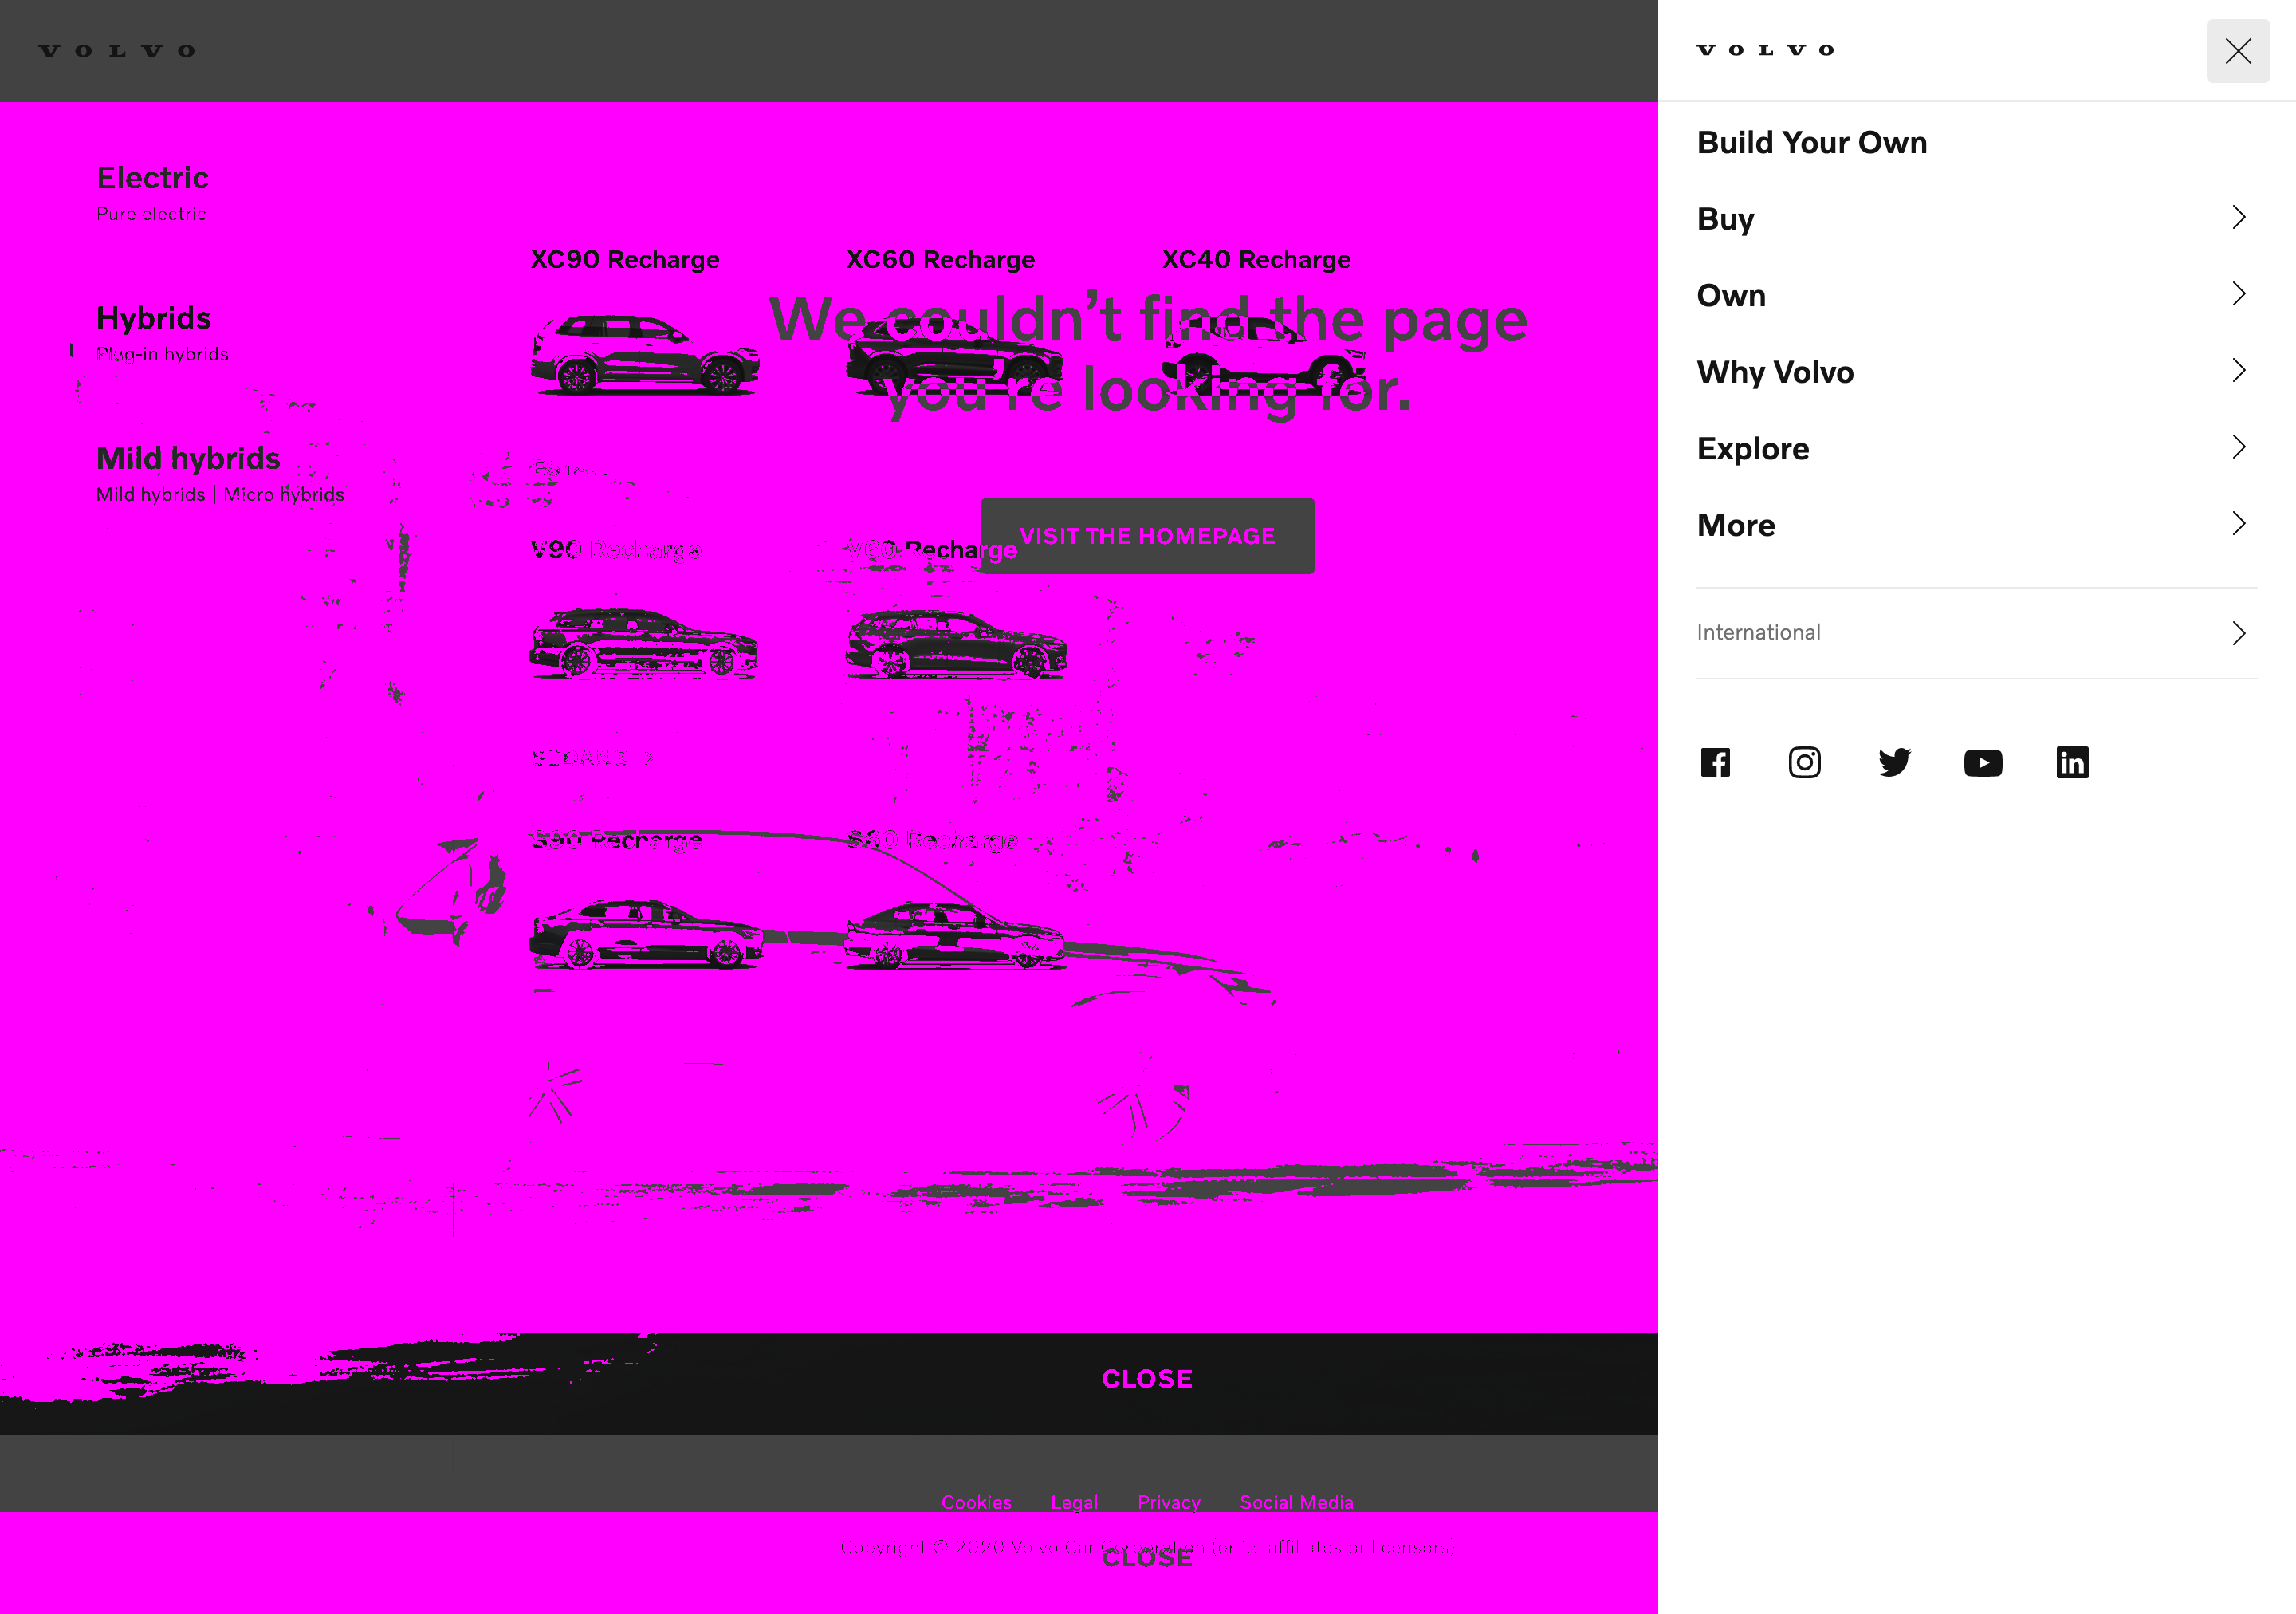 VOLVO
Electric
Pure electric
Hybrids
Plug-in hybrids
Mild hybrids
Mild hybrids | Micro hybrids
XC90 Recharge
XC60 Recharge
XC40 Recharge
We couldn't find the page
you're looking for.
VISIT THE HOMEPAGE
V90 Recharge
V60 Recharge
SEDANS
S90 Recharge
S60 Recharge
CLOSE
Cookies
Legal
Privacy
Social Media
Copyright © 2020 Volvo Car Corporation (or its affiliates or licensors)
CLOSE
VOLVO
Build Your Own
Buy
Own
Why Volvo
Explore
More
International